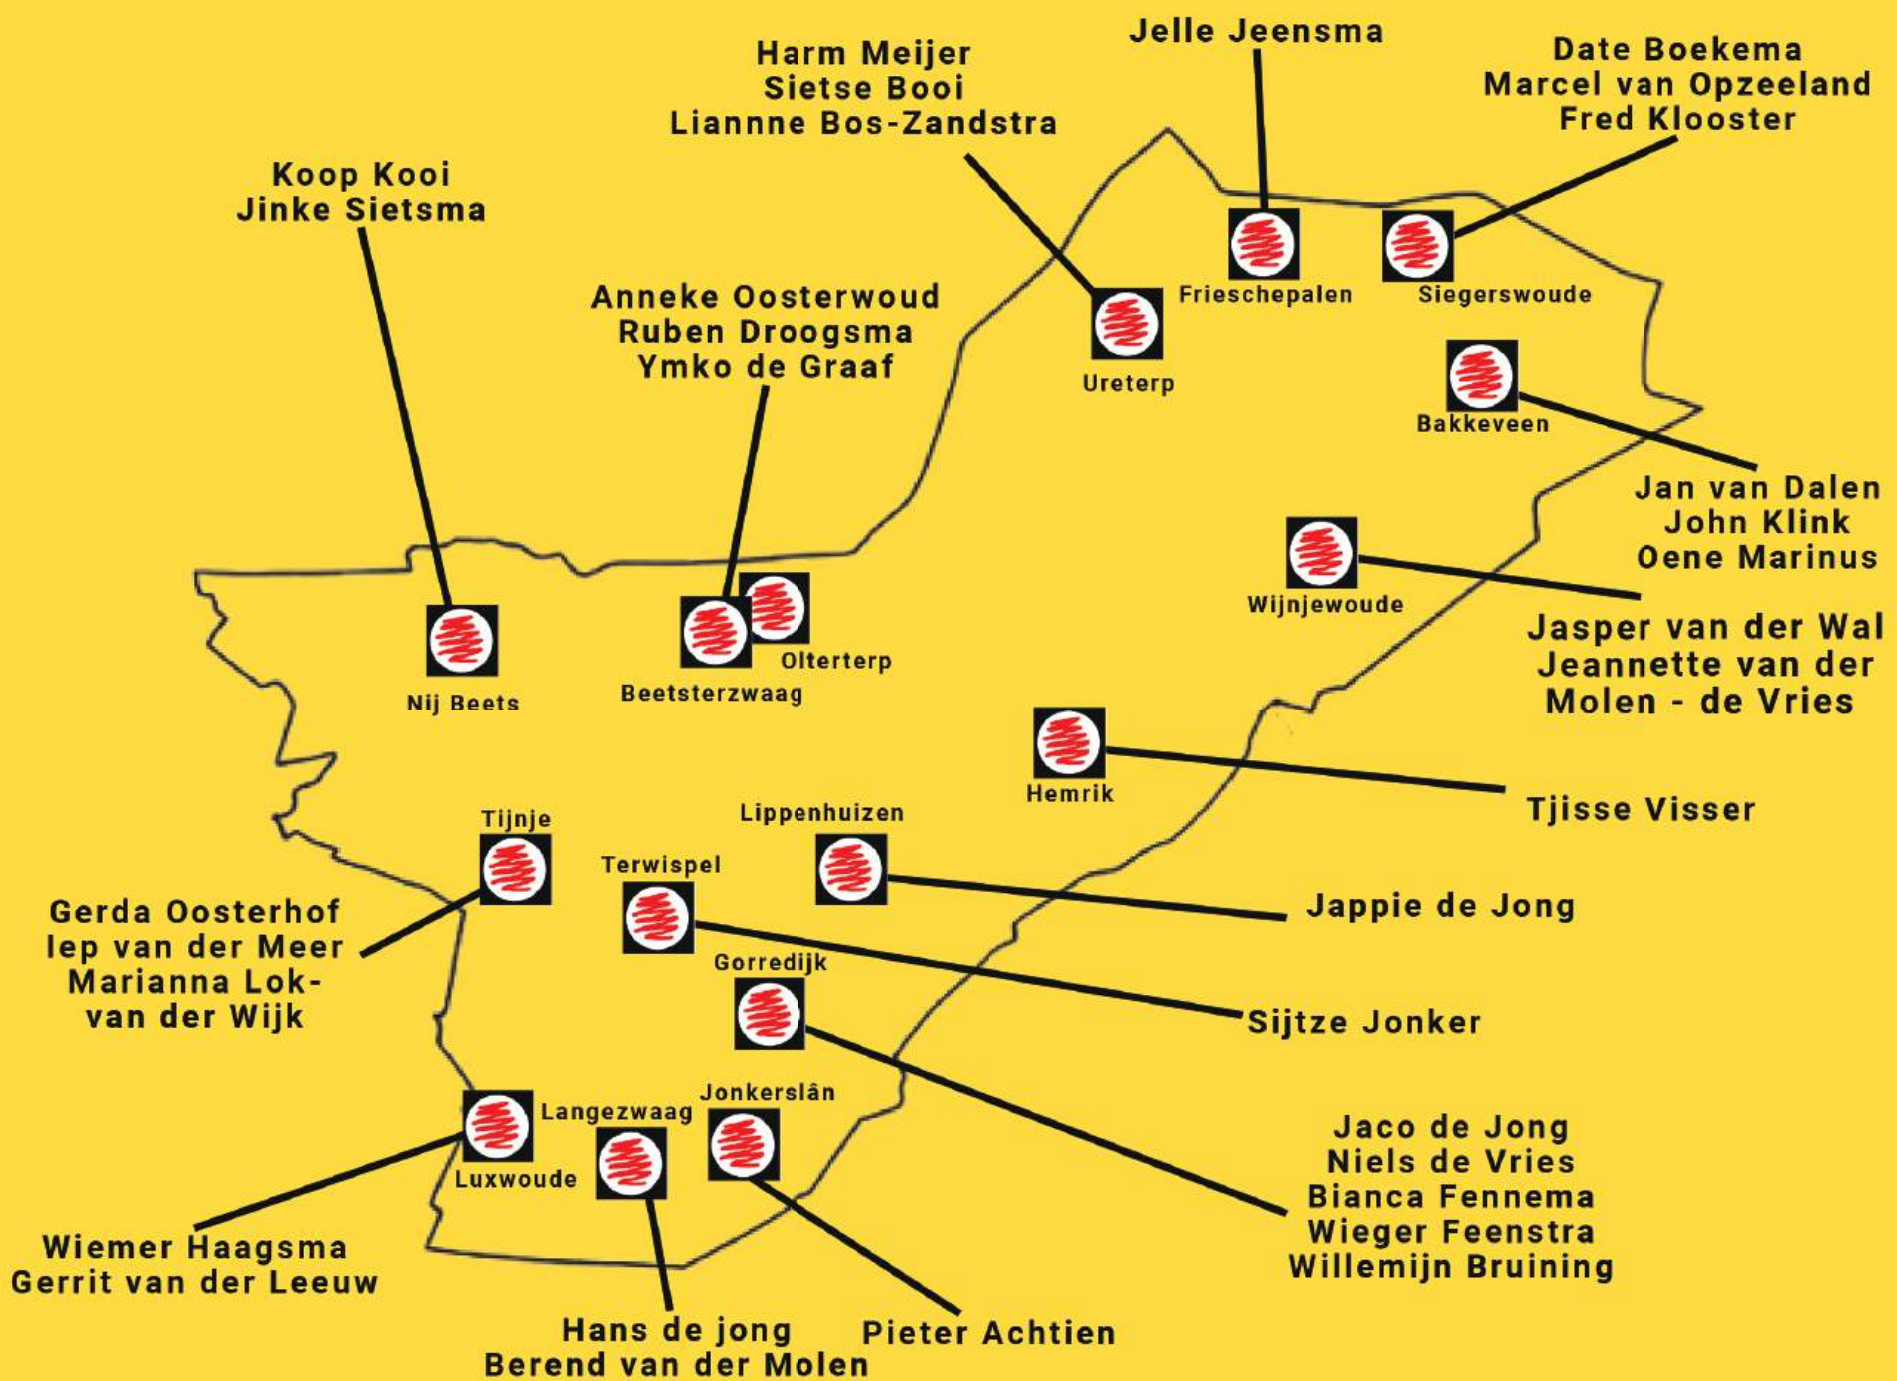 Jelle Jeensma
Harm Meijer
Sietse Booi
Liannne Bos-Zandstra
Date Boekema
Marcel van Opzeeland
Fred Klooster
Koop Kooi
Jinke Sietsma
Anneke Oosterwoud
Ruben Droogsma
Ymko de Graaf
Frieschepalen
Siegerswoude
Ureterp
Bakkeveen
Jan van Dalen
John Klink
Oene Marinus
Wijnjewoude
Jasper van der Wal
Jeannette van der
Molen - de Vries
Olterterp
Beetsterzwaag
Nij Beets
Hemrik
Tjisse Visser
Tijnje
Lippenhuizen
Terwispel
Jappie de Jong
Gerda Oosterhof
Iep van der Meer
Marianna Lok-
van der Wijk
Gorredijk
Sijtze Jonker
Jonkerslân
Langezwaag
Luxwoude
Jaco de Jong
Niels de Vries
Bianca Fennema
Wieger Feenstra
Willemijn Bruining
Wiemer Haagsma
Gerrit van der Leeuw
Hans de jong
Berend van der Molen
Pieter Achtien